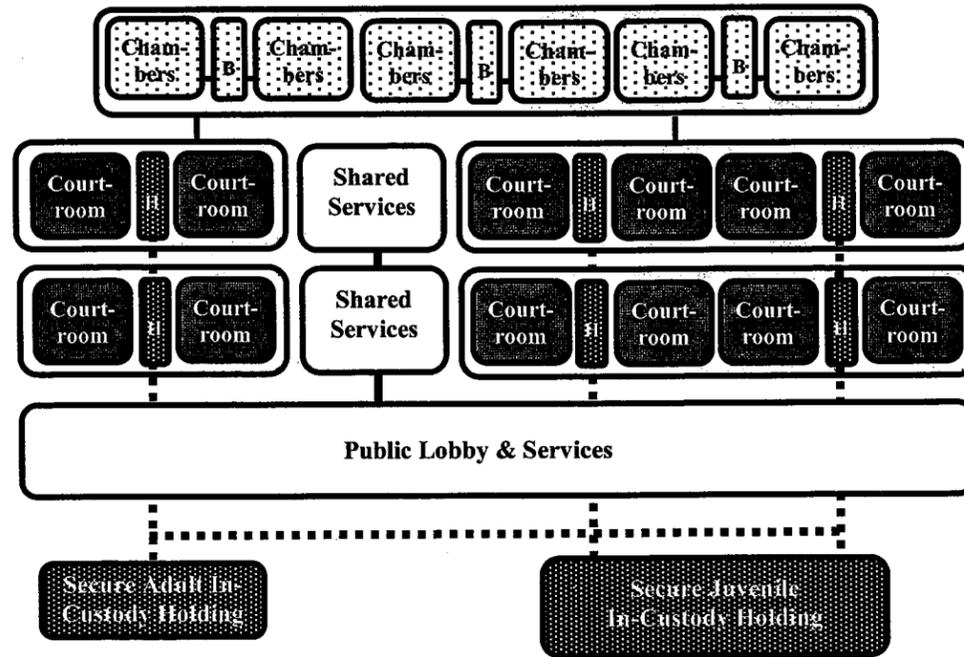 Cham-
bers
B
Cham-
bers
Cham-
bers
B
Cham-
bers
Cham-
bers
B
Cham-
bers
Court-
room
H
Court-
room
Shared
Services
Court-
room
H
Court-
room
Court-
room
H
Court-
room
Court-
room
H
Court-
room
Shared
Services
Court-
room
H
Court-
room
Court-
room
H
Court-
room
Public Lobby & Services
Secure Adult In-
Custody Holding
Secure Juvenile
In-Custody Holding